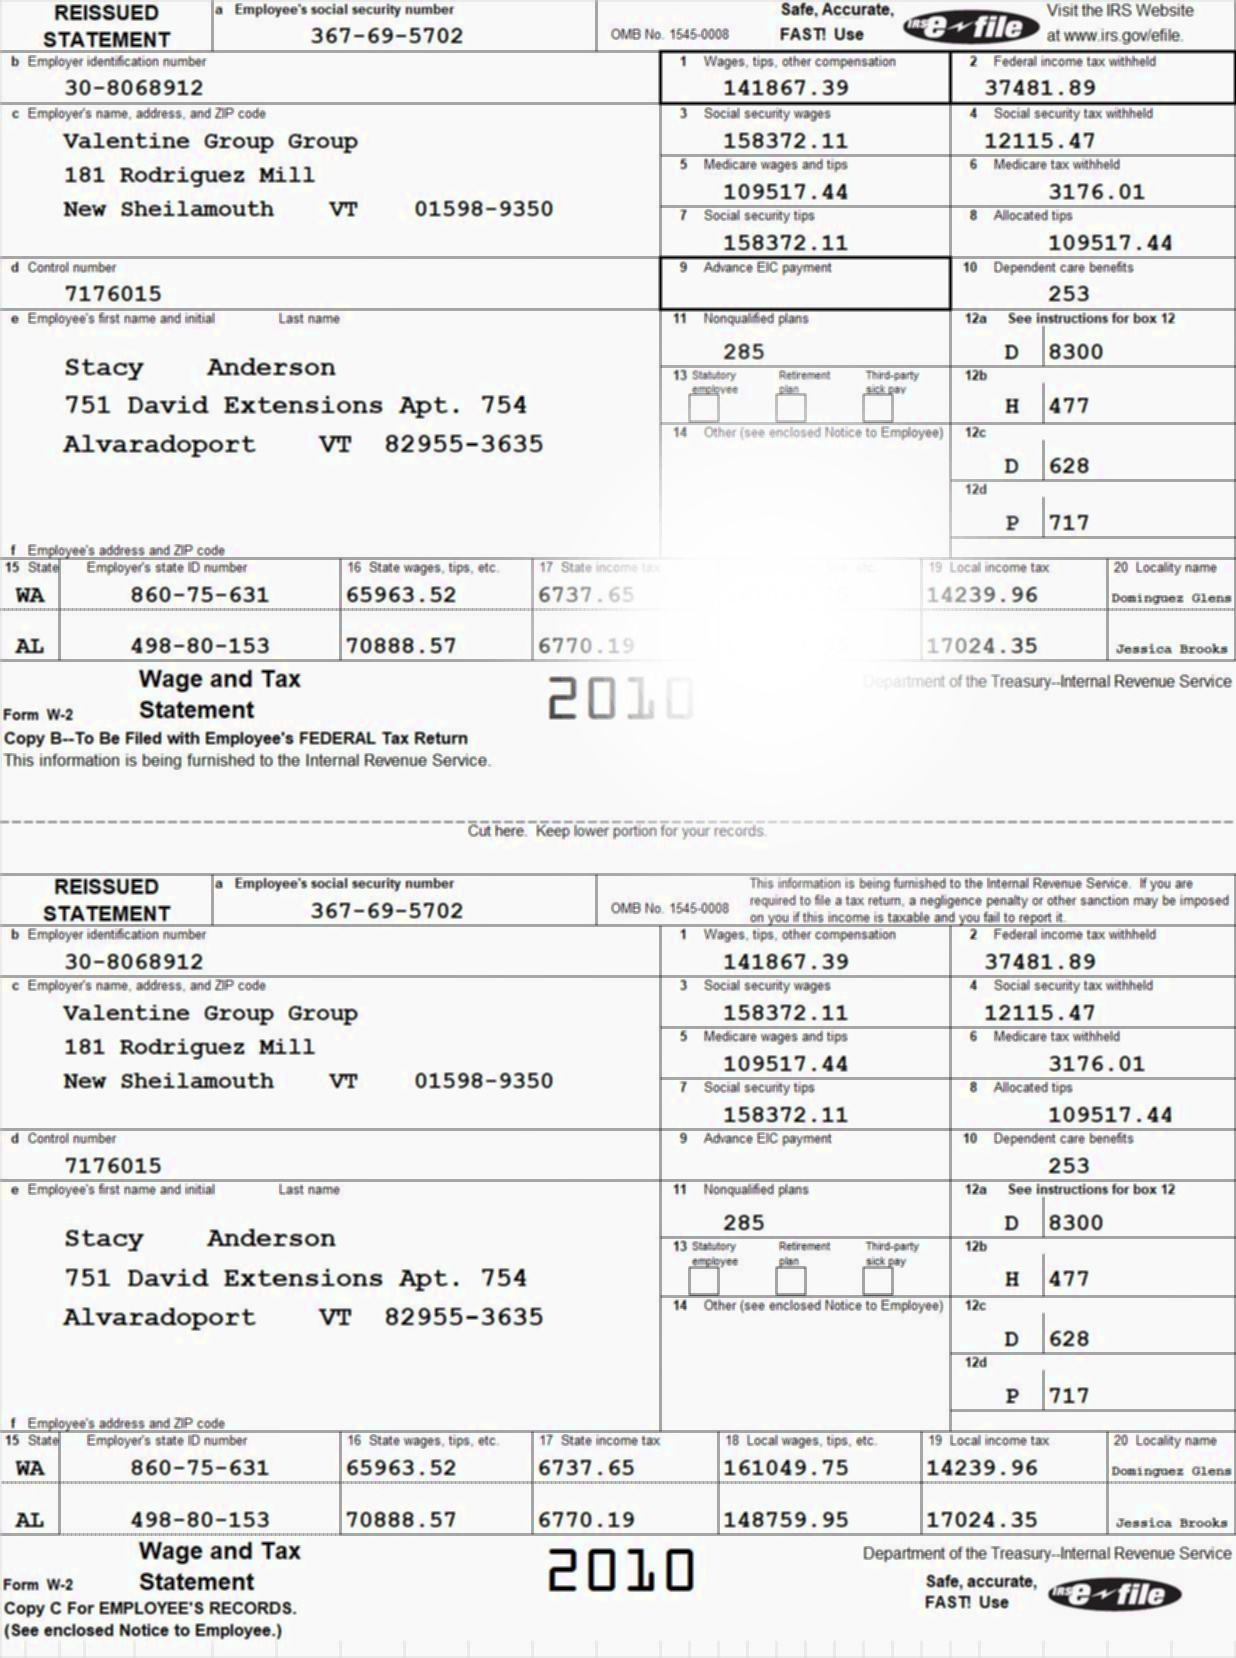 REISSUED STATEMENT
a Employee's social security number
367-69-5702
OMB No. 1545-0008
Safe, Accurate, FAST! Use
IRS e-file
Visit the IRS Website at www.irs.gov/efile.
b Employer identification number
30-8068912
1 Wages, tips, other compensation
141867.39
2 Federal income tax withheld
37481.89
c Employer's name, address, and ZIP code
Valentine Group Group
181 Rodriguez Mill
New Sheilamouth VT 01598-9350
3 Social security wages
158372.11
4 Social security tax withheld
12115.47
5 Medicare wages and tips
109517.44
6 Medicare tax withheld
3176.01
7 Social security tips
158372.11
8 Allocated tips
109517.44
d Control number
7176015
9 Advance EIC payment
10 Dependent care benefits
253
e Employee's first name and initial Last name
Stacy Anderson
751 David Extensions Apt. 754
Alvaradoport VT 82955-3635
11 Nonqualified plans
285
12a See instructions for box 12
D 8300
13 Statutory employee Retirement plan Third-party sick pay
12b
H 477
14 Other (see enclosed Notice to Employee)
12c
D 628
12d
P 717
f Employee's address and ZIP code
15 State Employer's state ID number 16 State wages, tips, etc. 17 State income tax etc. 19 Local income tax 20 Locality name
WA 860-75-631 65963.52 6737.65 14239.96 Dominguez Glens
AL 498-80-153 70888.57 6770.19 17024.35 Jessica Brooks
Form W-2 Wage and Tax Statement
2010
Department of the Treasury--Internal Revenue Service
Copy B--To Be Filed with Employee's FEDERAL Tax Return
This information is being furnished to the Internal Revenue Service.
Cut here. Keep lower portion for your records.
REISSUED STATEMENT
a Employee's social security number
367-69-5702
OMB No. 1545-0008
This information is being furnished to the Internal Revenue Service. If you are
required to file a tax return, a negligence penalty or other sanction may be imposed
on you if this income is taxable and you fail to report it.
b Employer identification number
30-8068912
1 Wages, tips, other compensation
141867.39
2 Federal income tax withheld
37481.89
c Employer's name, address, and ZIP code
Valentine Group Group
181 Rodriguez Mill
New Sheilamouth VT 01598-9350
3 Social security wages
158372.11
4 Social security tax withheld
12115.47
5 Medicare wages and tips
109517.44
6 Medicare tax withheld
3176.01
7 Social security tips
158372.11
8 Allocated tips
109517.44
d Control number
7176015
9 Advance EIC payment
10 Dependent care benefits
253
e Employee's first name and initial Last name
Stacy Anderson
751 David Extensions Apt. 754
Alvaradoport VT 82955-3635
11 Nonqualified plans
285
12a See instructions for box 12
D 8300
13 Statutory employee Retirement plan Third-party sick pay
12b
H 477
14 Other (see enclosed Notice to Employee)
12c
D 628
12d
P 717
f Employee's address and ZIP code
15 State Employer's state ID number 16 State wages, tips, etc. 17 State income tax 18 Local wages, tips, etc. 19 Local income tax 20 Locality name
WA 860-75-631 65963.52 6737.65 161049.75 14239.96 Dominguez Glens
AL 498-80-153 70888.57 6770.19 148759.95 17024.35 Jessica Brooks
Form W-2 Wage and Tax Statement
2010
Department of the Treasury--Internal Revenue Service
Safe, accurate, FAST! Use
IRS e-file
Copy C For EMPLOYEE'S RECORDS.
(See enclosed Notice to Employee.)